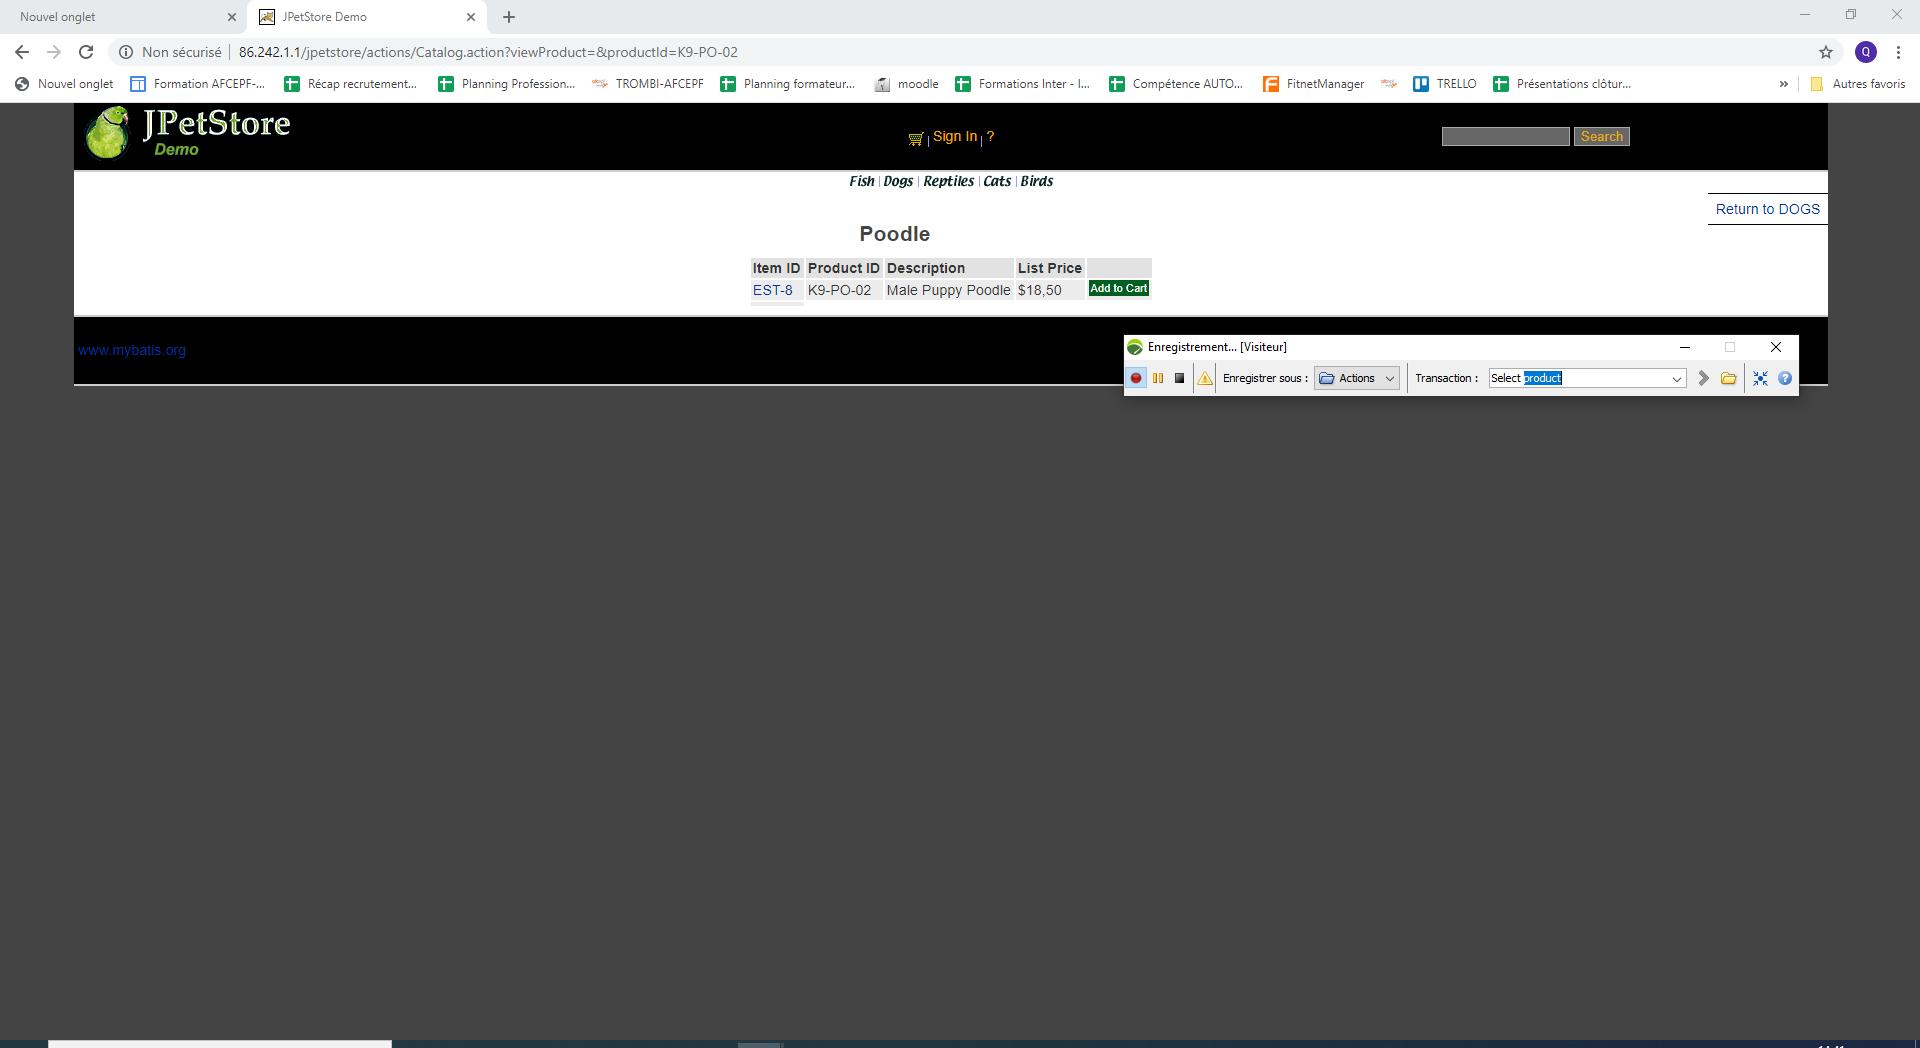 Nouvel onglet
JPetStore Demo
Non sécurisé | 86.242.1.1/jpetstore/actions/Catalog.action?viewProduct=&productId=K9-PO-02
Q
Nouvel onglet
Formation AFCEPF-...
Récap recrutement...
Planning Profession...
TROMBI-AFCEPF
Planning formateur...
moodle
Formations Inter - I...
Compétence AUTO...
FitnetManager
TRELLO
Présentations clôtur...
»
Autres favoris
JPetStore
Demo
| Sign In | ?
Search
Fish | Dogs | Reptiles | Cats | Birds
Return to DOGS
Poodle
Item ID Product ID Description List Price
EST-8 K9-PO-02 Male Puppy Poodle $18,50 Add to Cart
www.mybatis.org
Enregistrement... [Visiteur]
Enregistrer sous : Actions Transaction : Select product ?